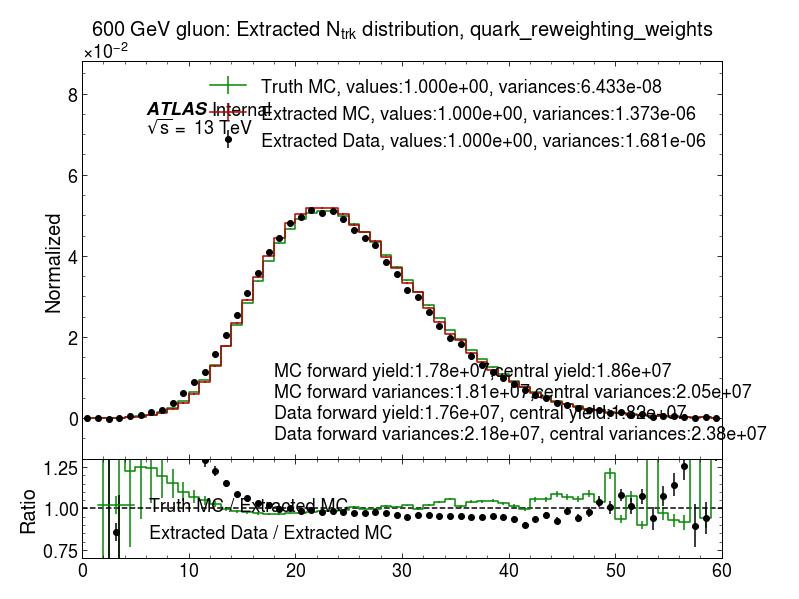 600 GeV gluon: Extracted N_trk distribution, quark_reweighting_weights
×10⁻²
Truth MC, values:1.000e+00, variances:6.433e-08
ATLAS Internal
Extracted MC, values:1.000e+00, variances:1.373e-06
√s = 13 TeV
Extracted Data, values:1.000e+00, variances:1.681e-06
8
6
4
2
0
Normalized
MC forward yield:1.78e+07, central yield:1.86e+07
MC forward variances:1.81e+07, central variances:2.05e+07
Data forward yield:1.76e+07, central yield:1.82e+07
Data forward variances:2.18e+07, central variances:2.38e+07
1.25
1.00
0.75
Ratio
Truth MC / Extracted MC
Extracted Data / Extracted MC
0 10 20 30 40 50 60